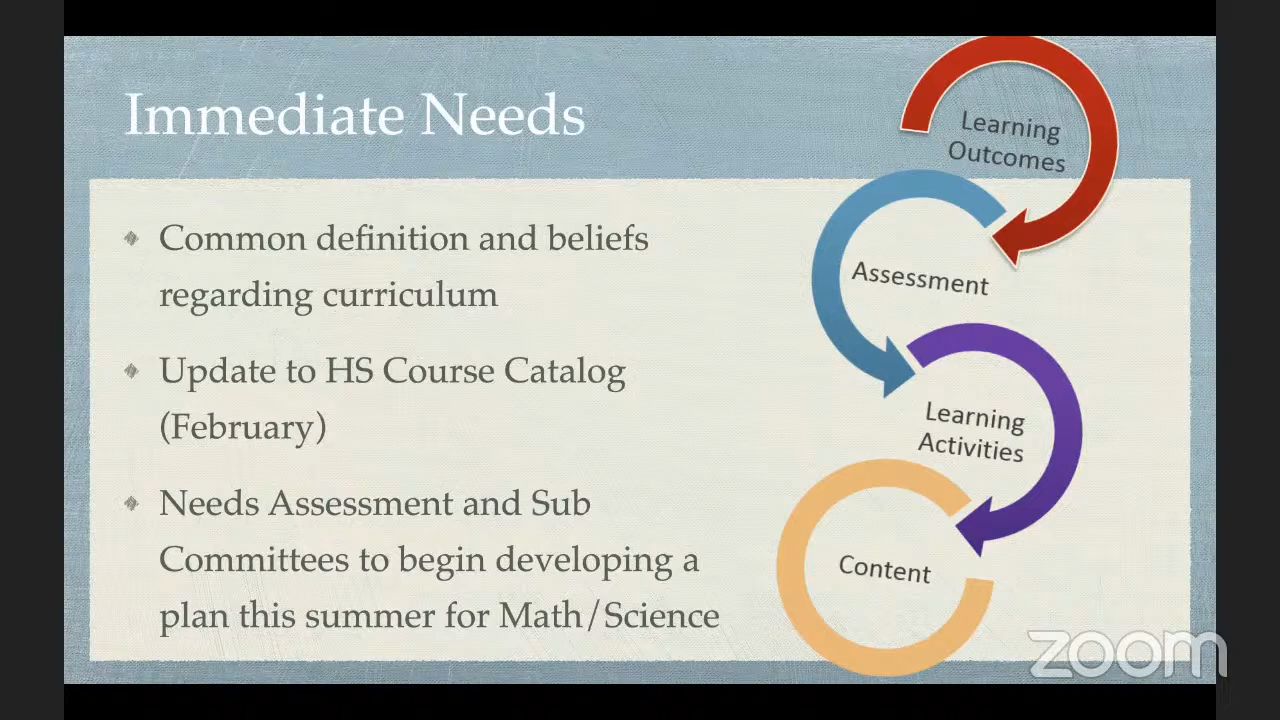 Immediate Needs
Common definition and beliefs
regarding curriculum
Update to HS Course Catalog
(February)
Needs Assessment and Sub
Committees to begin developing a
plan this summer for Math/Science
Learning
Outcomes
Assessment
Learning
Activities
Content
zoom